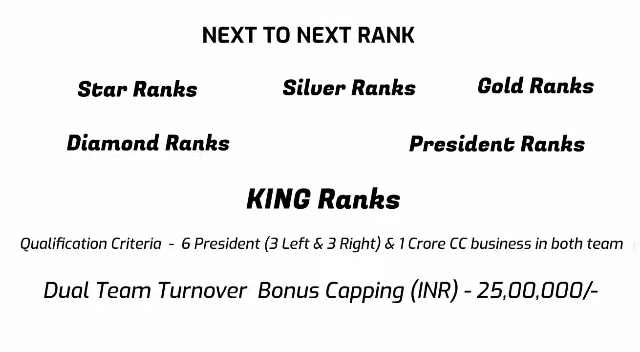 NEXT TO NEXT RANK
Star Ranks Silver Ranks Gold Ranks
Diamond Ranks President Ranks
KING Ranks
Qualification Criteria - 6 President (3 Left & 3 Right) & 1 Crore CC business in both team
Dual Team Turnover Bonus Capping (INR) - 25,00,000/-